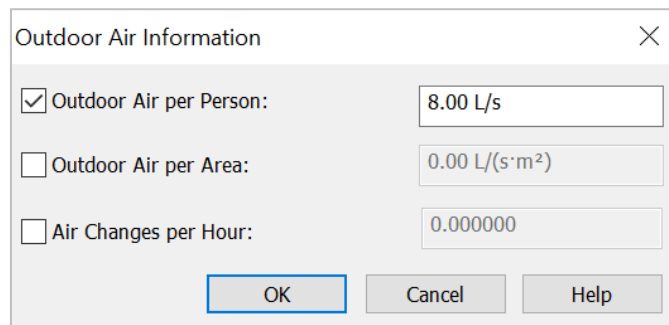 Outdoor Air Information
Outdoor Air per Person: 8.00 L/s
Outdoor Air per Area: 0.00 L/(s·m²)
Air Changes per Hour: 0.000000
OK Cancel Help